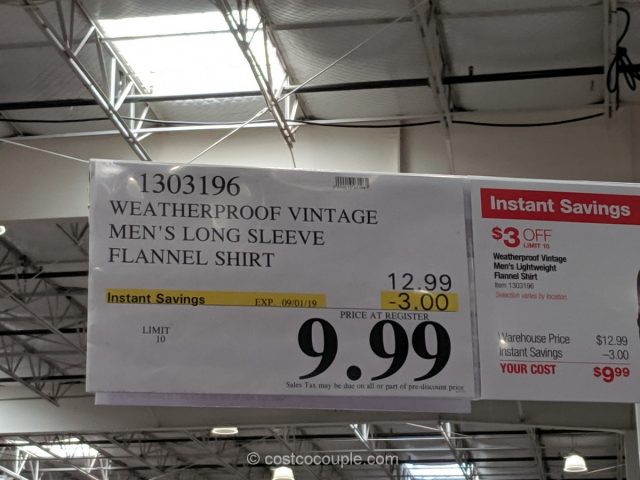 1303196
WEATHERPROOF VINTAGE
MEN'S LONG SLEEVE
FLANNEL SHIRT
12.99
Instant Savings EXP. 09/01/19 -3.00
PRICE AT REGISTER
LIMIT
10
9.99
Sales Tax may be due on all or part of pre-discount price
Instant Savings
$3 OFF
LIMIT 10
Weatherproof Vintage
Men's Lightweight
Flannel Shirt
Item 1303196
Selection varies by location
Warehouse Price $12.99
Instant Savings -3.00
YOUR COST $9.99
© costcocouple.com